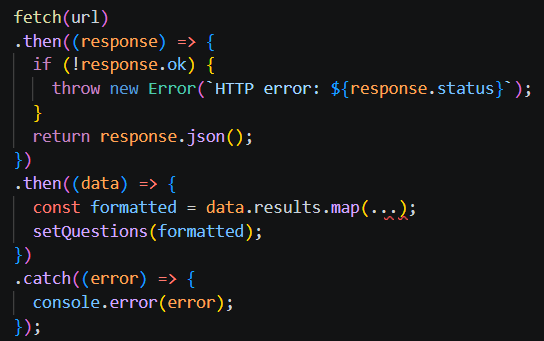 fetch(url)
.then((response) => {
if (!response.ok) {
throw new Error(`HTTP error: ${response.status}`);
}
return response.json();
})
.then((data) => {
const formatted = data.results.map(...);
setQuestions(formatted);
})
.catch((error) => {
console.error(error);
});